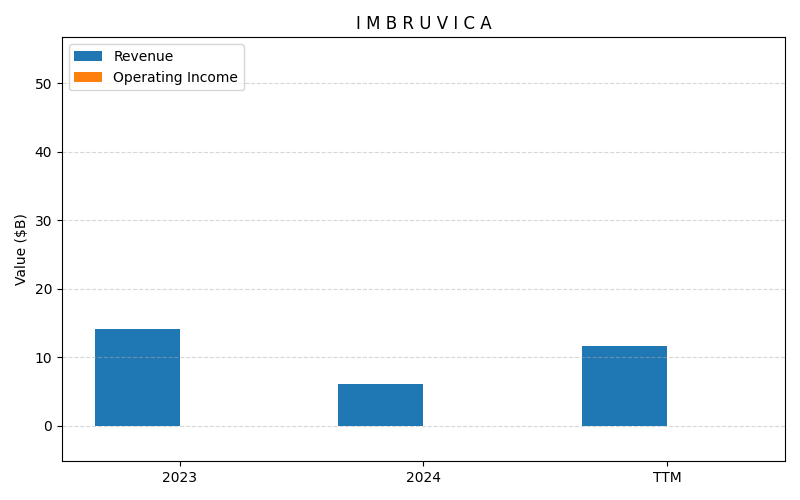 I M B R U V I C A
Revenue
Operating Income
Value ($B)
50
40
30
20
10
0
2023 2024 TTM